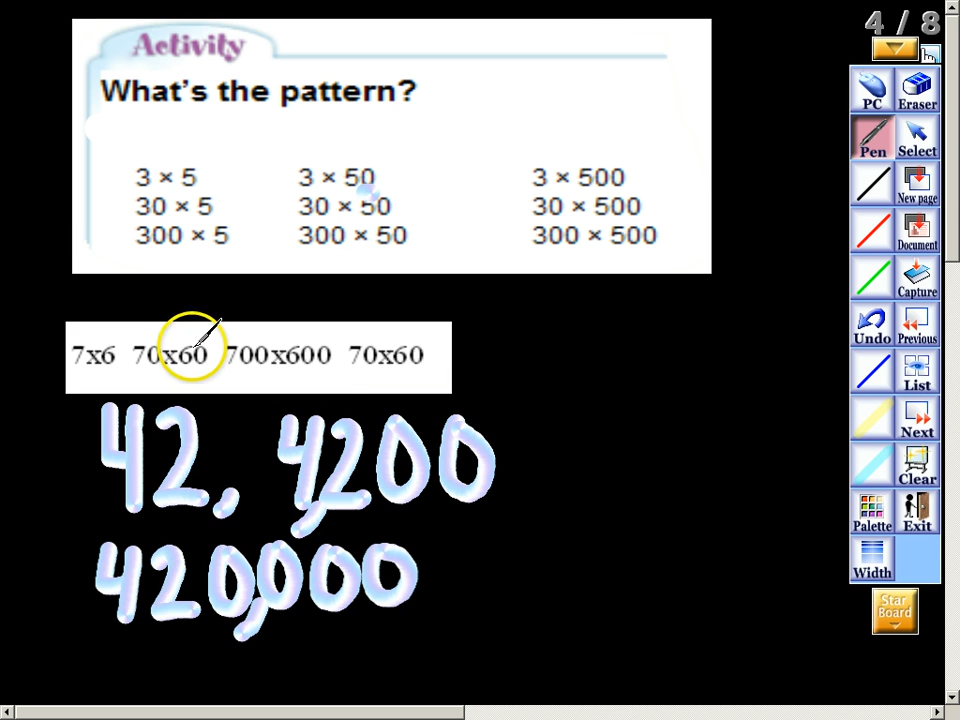 4 / 8
Activity
What's the pattern?
3 × 5 3 × 50 3 × 500
30 × 5 30 × 50 30 × 500
300 × 5 300 × 50 300 × 500
7x6 70x60 700x600 70x60
42, 4,200
420,000
PC Eraser
Pen Select
New page
Document
Capture
Undo Previous
List
Next
Clear
Palette Exit
Width
Star
Board